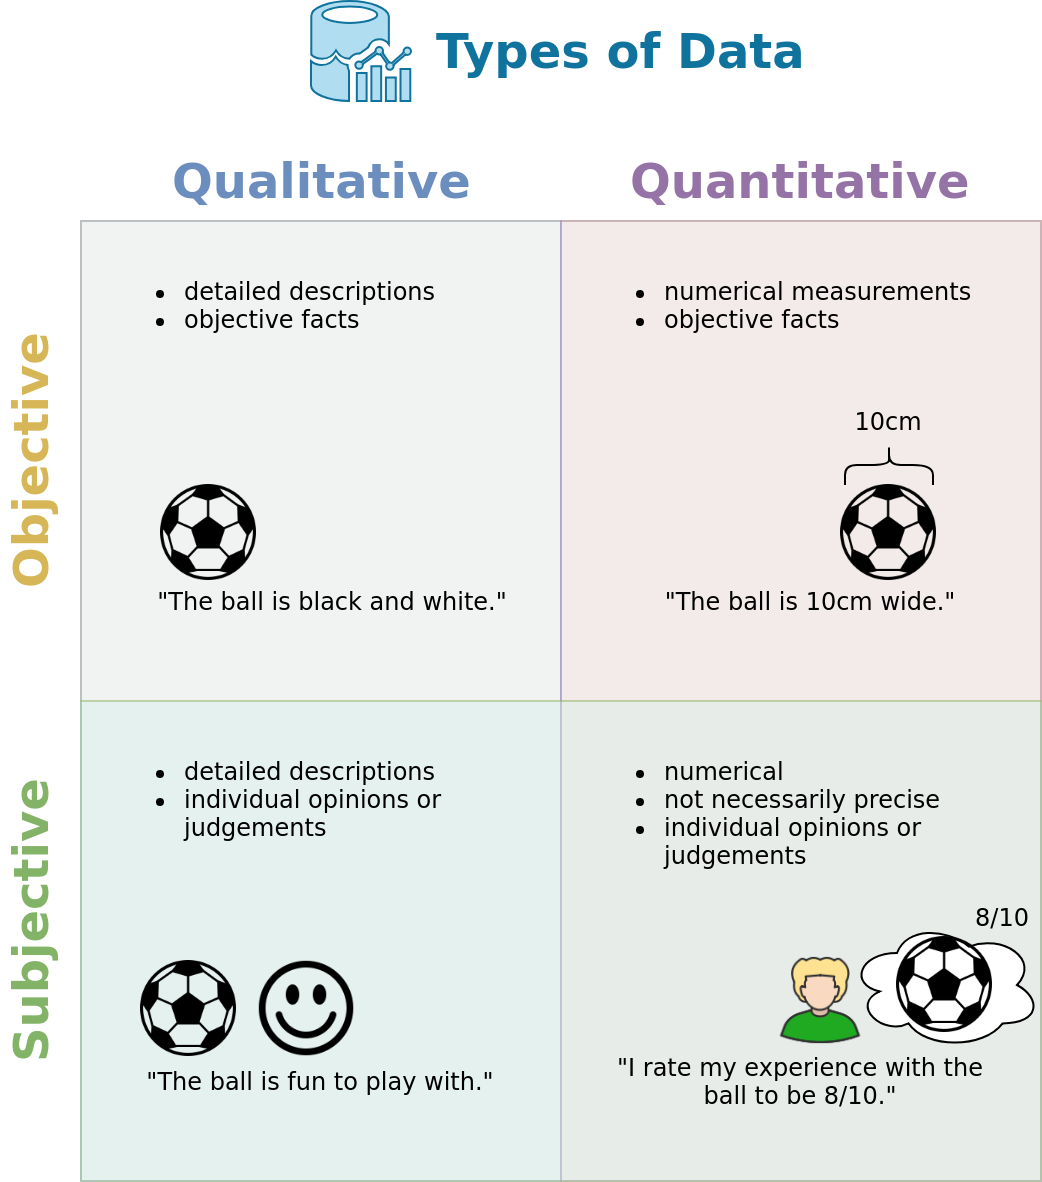 Types of Data
Qualitative
Quantitative
Objective
detailed descriptions
objective facts
"The ball is black and white."
numerical measurements
objective facts
10cm
"The ball is 10cm wide."
Subjective
detailed descriptions
individual opinions or
judgements
"The ball is fun to play with."
numerical
not necessarily precise
individual opinions or
judgements
8/10
"I rate my experience with the
ball to be 8/10."